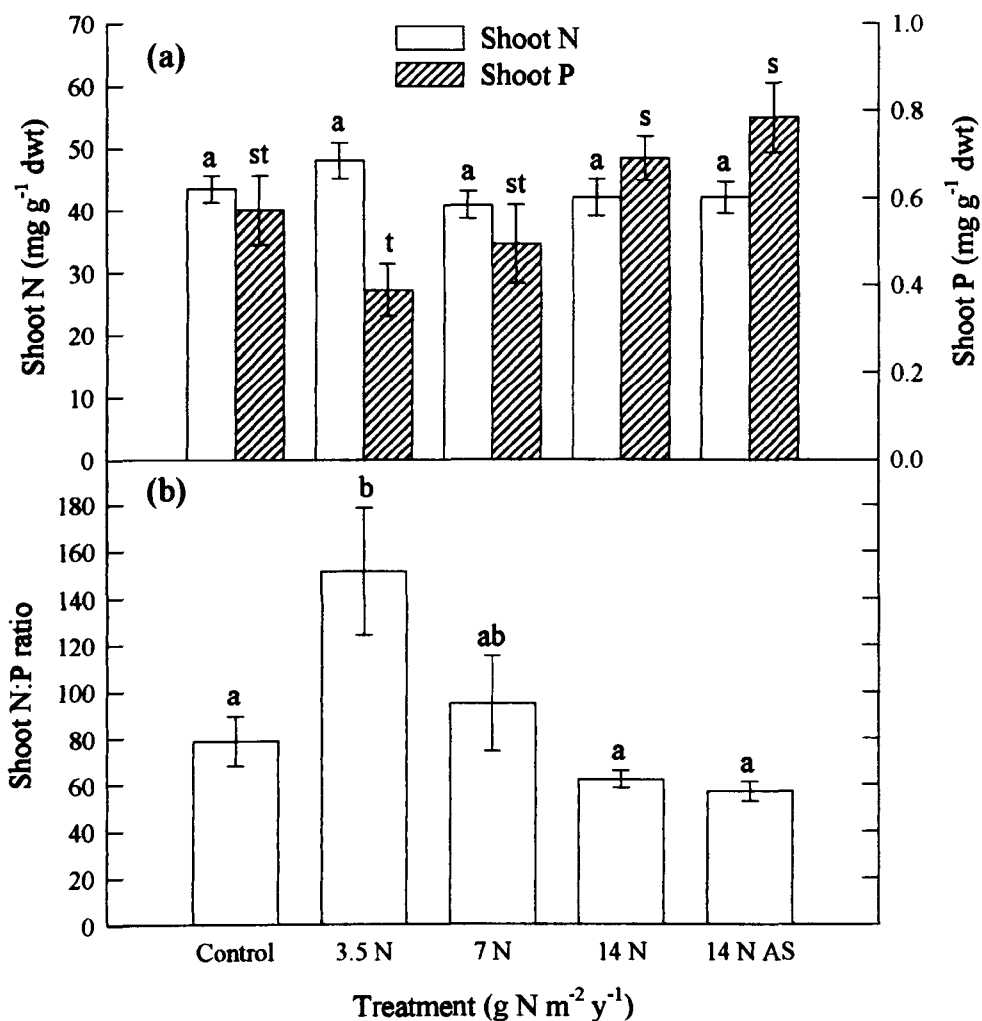 (a)
Shoot N
Shoot P
70
60
50
40
30
20
10
0
Shoot N (mg g⁻¹ dwt)
a
st
a
t
a
st
a
s
a
s
1.0
0.8
0.6
0.4
0.2
0.0
Shoot P (mg g⁻¹ dwt)
(b)
180
160
140
120
100
80
60
40
20
0
Shoot N:P ratio
a
b
ab
a
a
Control
3.5 N
7 N
14 N
14 N AS
Treatment (g N m⁻² y⁻¹)